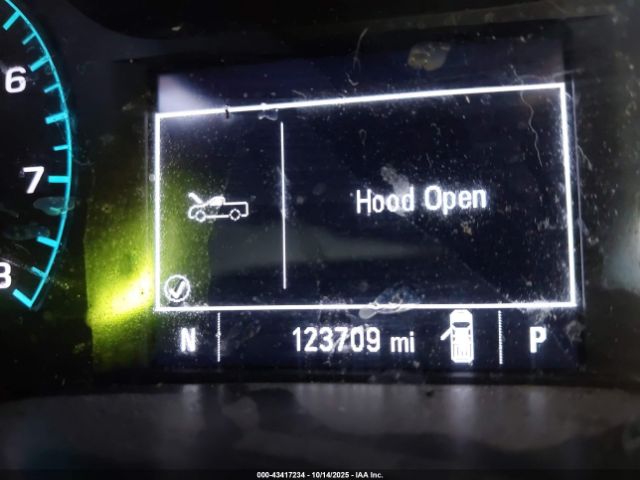 6
7
8
Hood Open
N 123709 mi P
000-43417234 - 10/14/2025 - IAA Inc.